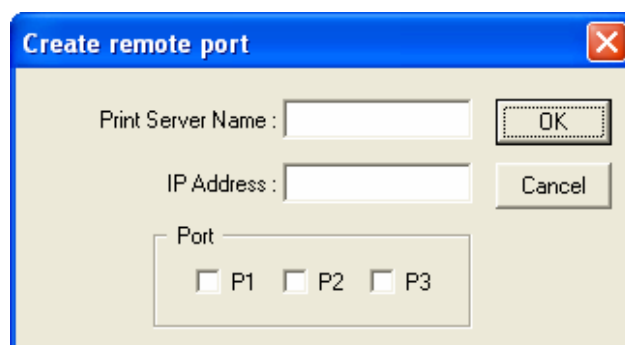 Create remote port
Print Server Name :
OK
IP Address :
Cancel
Port
P1 P2 P3